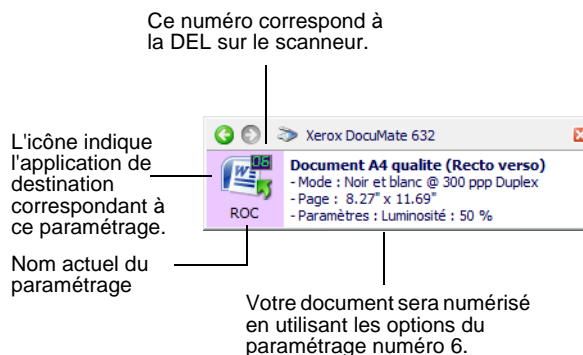 Ce numéro correspond à
la DEL sur le scanneur.
L'icône indique
l'application de
destination
correspondant à
ce paramétrage.
Nom actuel du
paramétrage
Xerox DocuMate 632
06
W
ROC
Document A4 qualite (Recto verso)
- Mode : Noir et blanc @ 300 ppp Duplex
- Page : 8.27" x 11.69"
- Paramètres : Luminosité : 50 %
Votre document sera numérisé
en utilisant les options du
paramétrage numéro 6.